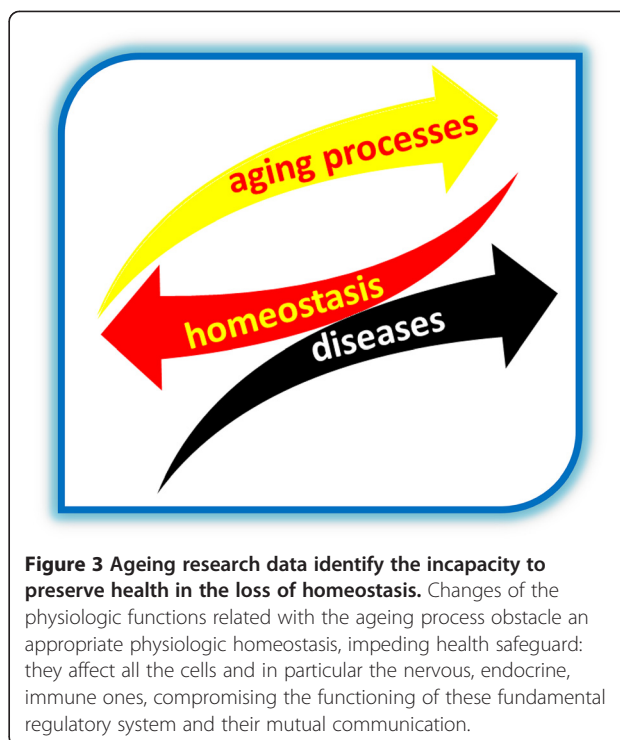 aging processes
homeostasis
diseases
Figure 3 Ageing research data identify the incapacity to
preserve health in the loss of homeostasis. Changes of the
physiologic functions related with the ageing process obstacle an
appropriate physiologic homeostasis, impeding health safeguard:
they affect all the cells and in particular the nervous, endocrine,
immune ones, compromising the functioning of these fundamental
regulatory system and their mutual communication.